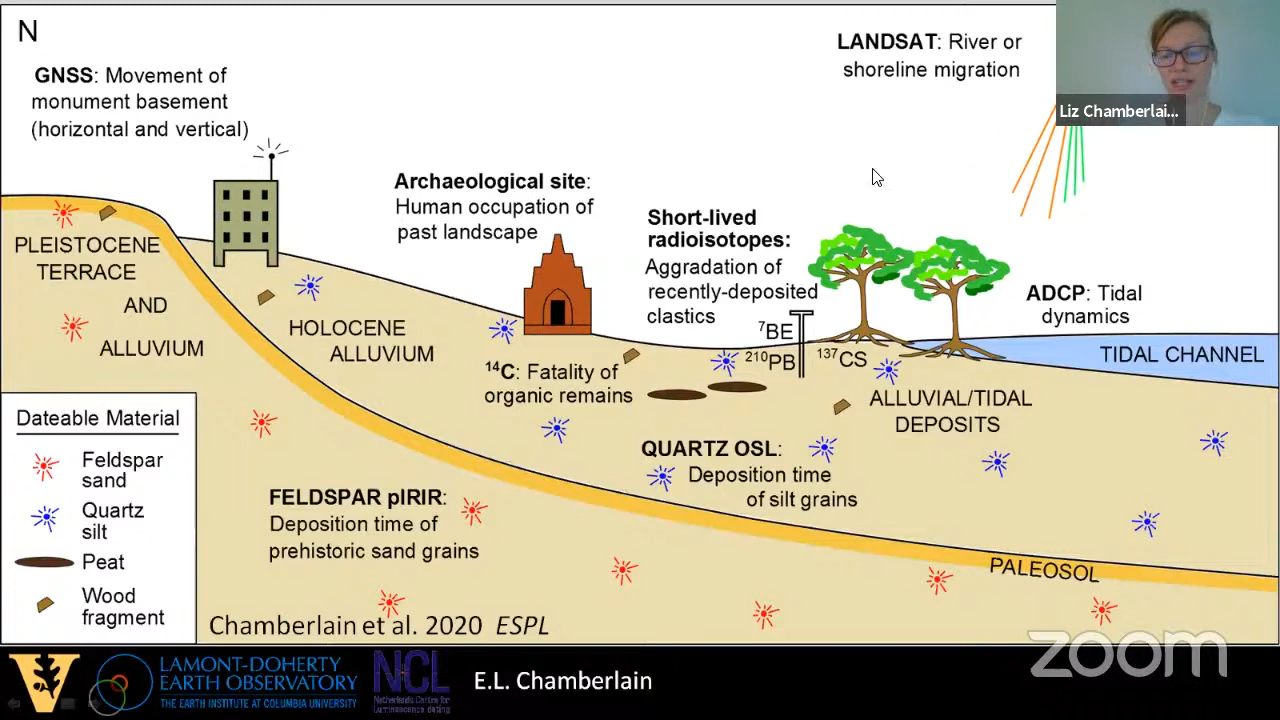 N
GNSS: Movement of
monument basement
(horizontal and vertical)
LANDSAT: River or
shoreline migration
Liz Chamberlai...
Archaeological site:
Human occupation of
past landscape
Short-lived
radioisotopes:
Aggradation of
recently-deposited
clastics
7BE
210PB
137CS
ADCP: Tidal
dynamics
TIDAL CHANNEL
PLEISTOCENE
TERRACE
AND
ALLUVIUM
HOLOCENE
ALLUVIUM
14C: Fatality of
organic remains
ALLUVIAL/TIDAL
DEPOSITS
QUARTZ OSL:
Deposition time
of silt grains
FELDSPAR pIRIR:
Deposition time of
prehistoric sand grains
PALEOSOL
Dateable Material
Feldspar
sand
Quartz
silt
Peat
Wood
fragment
Chamberlain et al. 2020 ESPL
zoom
V
LAMONT-DOHERTY
EARTH OBSERVATORY
THE EARTH INSTITUTE AT COLUMBIA UNIVERSITY
NCL
Netherlands Centre for
Luminescence dating
E.L. Chamberlain